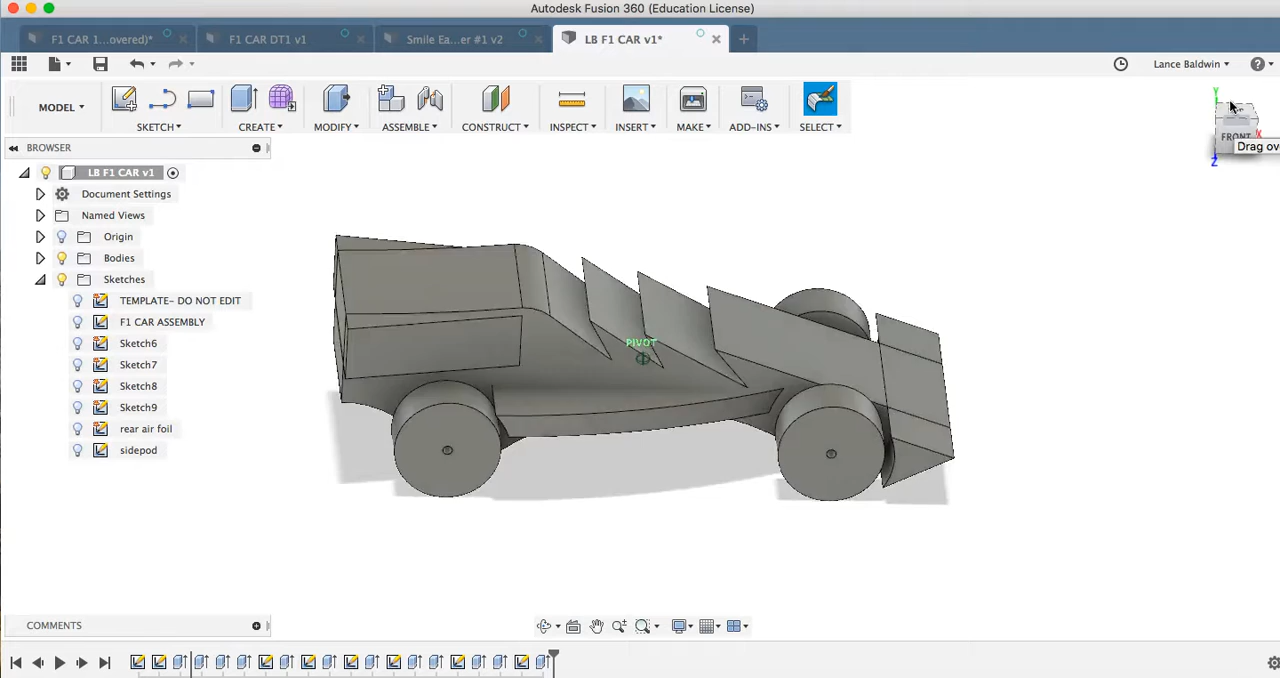 Autodesk Fusion 360 (Education License)
F1 CAR 1...overed)*
F1 CAR DT1 v1
Smile Ea...er #1 v2
LB F1 CAR v1*
Lance Baldwin
MODEL
SKETCH
CREATE
MODIFY
ASSEMBLE
CONSTRUCT
INSPECT
INSERT
MAKE
ADD-INS
SELECT
Y
FRONT
X
Drag ove
Z
BROWSER
LB F1 CAR v1
Document Settings
Named Views
Origin
Bodies
Sketches
TEMPLATE- DO NOT EDIT
F1 CAR ASSEMBLY
Sketch6
Sketch7
Sketch8
Sketch9
rear air foil
sidepod
PIVOT
COMMENTS